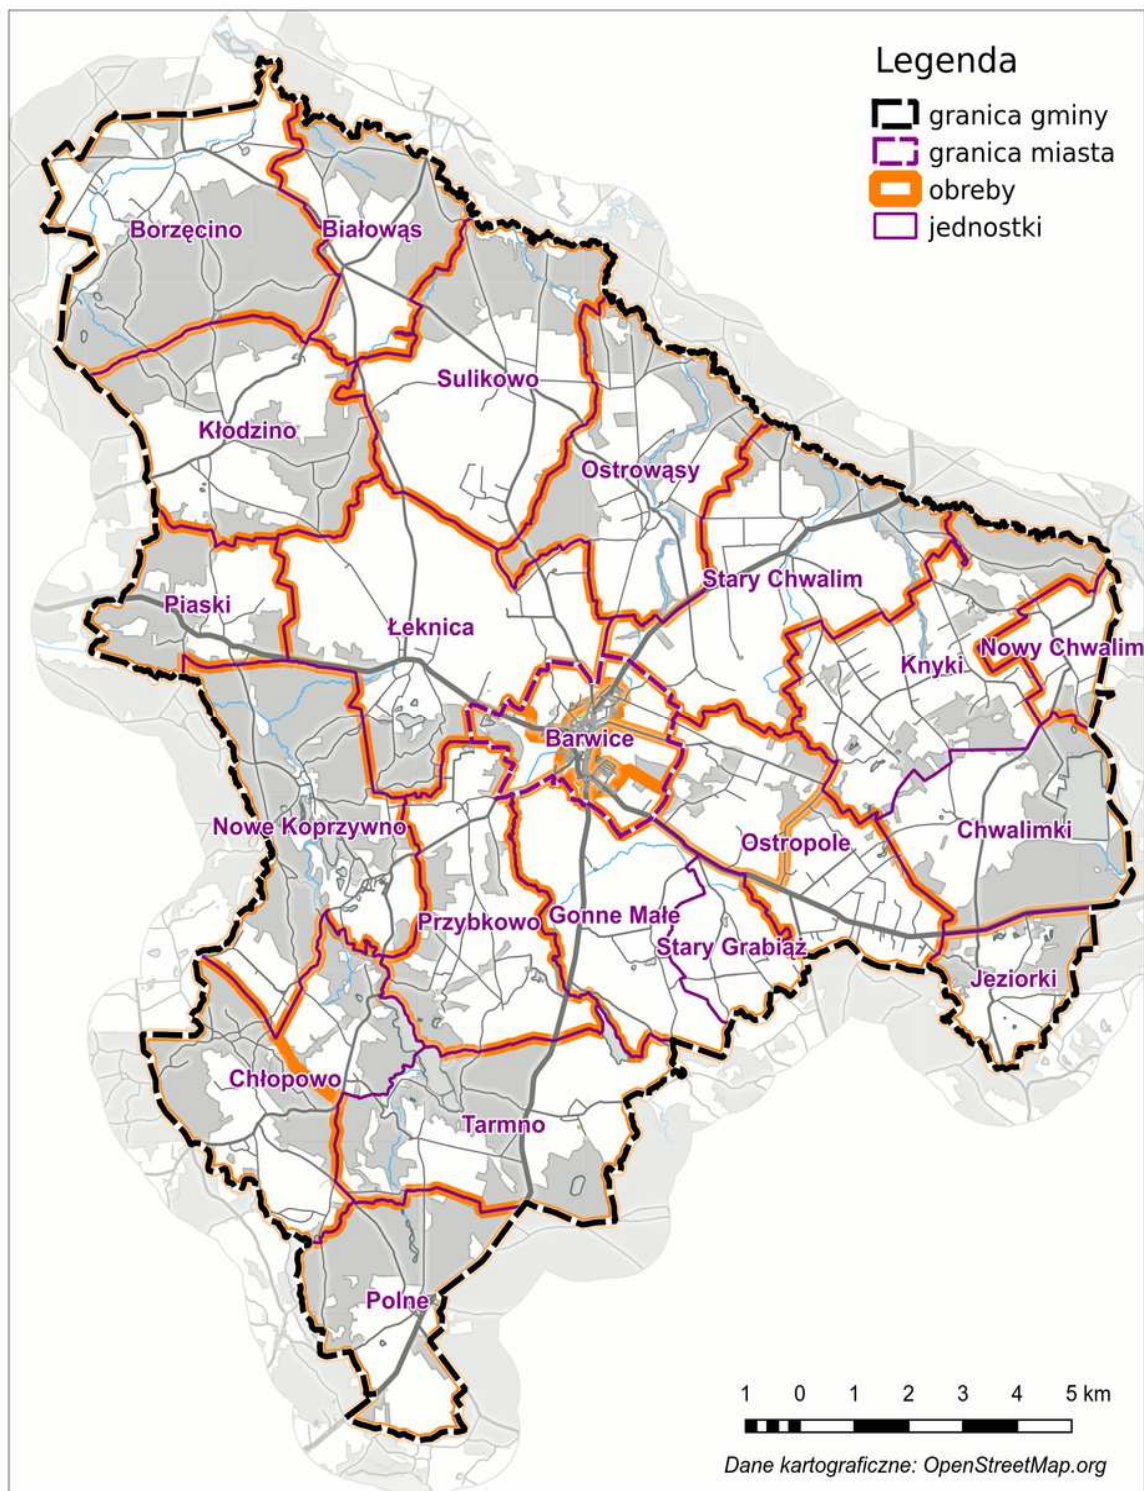 Legenda
granica gminy
granica miasta
obreby
jednostki
Borzęcino
Białowąs
Sulikowo
Kłodzino
Ostrowąsy
Stary Chwalim
Piaski
Łeknica
Knyki
Nowy Chwalim
Barwice
Nowe Koprzywno
Ostropole
Chwalimki
Przybkowo
Gonne Małe
Stary Grabiąż
Jeziorki
Chłopowo
Tarmno
Polne
1 0 1 2 3 4 5 km
Dane kartograficzne: OpenStreetMap.org